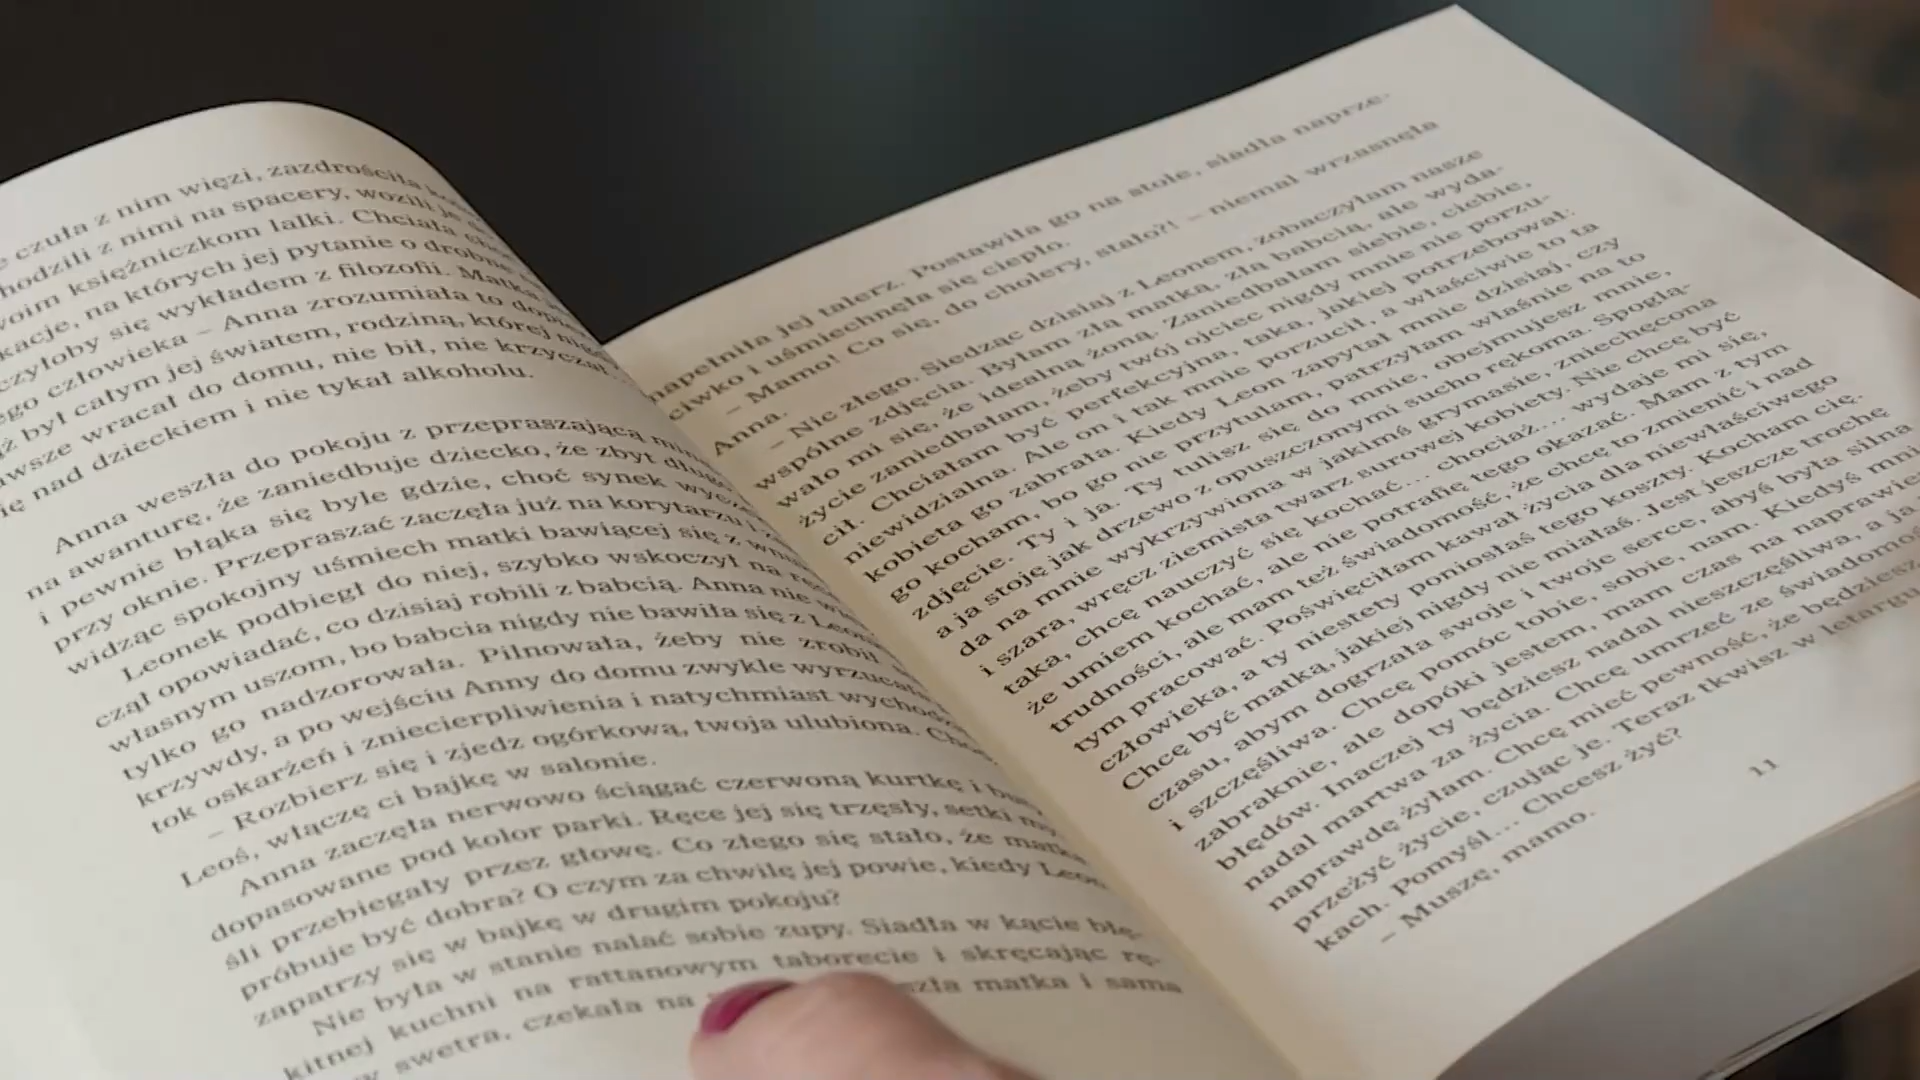 czuła z nim więzi, zazdrościła
hodzili z nimi na spacery, wozili je
księżniczkom lalki. Chciała
na których jej pytanie o drobne
czyłoby się wykładem z filozofii. Matka
człowieka – Anna zrozumiała to
był całym jej światem, rodziną, której
wracał do domu, nie bił, nie krzyczał
nad dzieckiem i nie tykał alkoholu.
Anna weszła do pokoju z przepraszającą
na awanturę, że zaniedbuje dziecko, że zbyt
i pewnie błąka się byle gdzie, choć synek
przy oknie. Przepraszać zaczęła już na korytarzu i
widząc spokojny uśmiech matki bawiącej się z
Leonek podbiegł do niej, szybko wskoczył na
czął opowiadać, co dzisiaj robili z babcią. Anna nie
własnym uszom, bo babcia nigdy nie bawiła się z
tylko go nadzorowała. Pilnowała, żeby nie zrobił
krzywdy, a po wejściu Anny do domu zwykle
tok oskarżeń i zniecierpliwienia i natychmiast
– Rozbierz się i zjedz ogórkową, twoja ulubiona.
Leoś, włączę ci bajkę w salonie.
Anna zaczęła nerwowo ściągać czerwoną kurtkę i
dopasowane pod kolor parki. Ręce jej się trzęsły, setki
śli przebiegały przez głowę. Co złego się stało, że matka
próbuje być dobra? O czym za chwilę jej powie, kiedy
zapatrzy się w bajkę w drugim pokoju?
Nie była w stanie nalać sobie zupy. Siadła w kącie błę-
kitnej kuchni na rattanowym taborecie i skręcając rę-
swetra, czekała na matka i sama
napełniła jej talerz. Postawiła go na stole, siadła naprze-
ciwko i uśmiechnęła się ciepło.
– Mamo! Co się, do cholery, stało?! – niemal wrzasnęła
Anna.
– Nic złego. Siedząc dzisiaj z Leonem, zobaczyłam nasze
wspólne zdjęcia. Byłam złą matką, złą babcią, ale wyda-
wało mi się, że idealną żoną. Zaniedbałam siebie, ciebie,
życie zaniedbałam, żeby twój ojciec nigdy mnie nie porzu-
cił. Chciałam być perfekcyjna, taka, jakiej potrzebował:
niewidzialna. Ale on i tak mnie porzucił, a właściwie to ta
kobieta go zabrała. Kiedy Leon zapytał mnie dzisiaj, czy
go kocham, bo go nie przytulam, patrzyłam właśnie na to
zdjęcie. Ty i ja. Ty tulisz się do mnie, obejmujesz mnie,
a ja stoję jak drzewo z opuszczonymi sucho rękoma. Spoglą-
da na mnie wykrzywiona w jakimś grymasie, zniechęcona
i szara, wręcz ziemista twarz surowej kobiety. Nie chcę być
taka, chcę nauczyć się kochać... chociaż... wydaje mi się,
że umiem kochać, ale nie potrafię tego okazać. Mam z tym
trudności, ale mam też świadomość, że chcę to zmienić i nad
tym pracować. Poświęciłam kawał życia dla niewłaściwego
człowieka, a ty niestety poniosłaś tego koszty. Kocham cię.
Chcę być matką, jakiej nigdy nie miałaś. Jest jeszcze trochę
czasu, abym dogrzała swoje i twoje serce, abyś była silna
i szczęśliwa. Chcę pomóc tobie, sobie, nam. Kiedyś mnie
zabraknie, ale dopóki jestem, mam czas na naprawienie
błędów. Inaczej ty będziesz nadal nieszczęśliwa, a ja
nadal martwa za życia. Chcę umrzeć ze świadomością
naprawdę żyłam. Chcę mieć pewność, że będziesz
przeżyć życie, czując je. Teraz tkwisz w letargu
kach. Pomyśl... Chcesz żyć?
– Muszę, mamo.
11